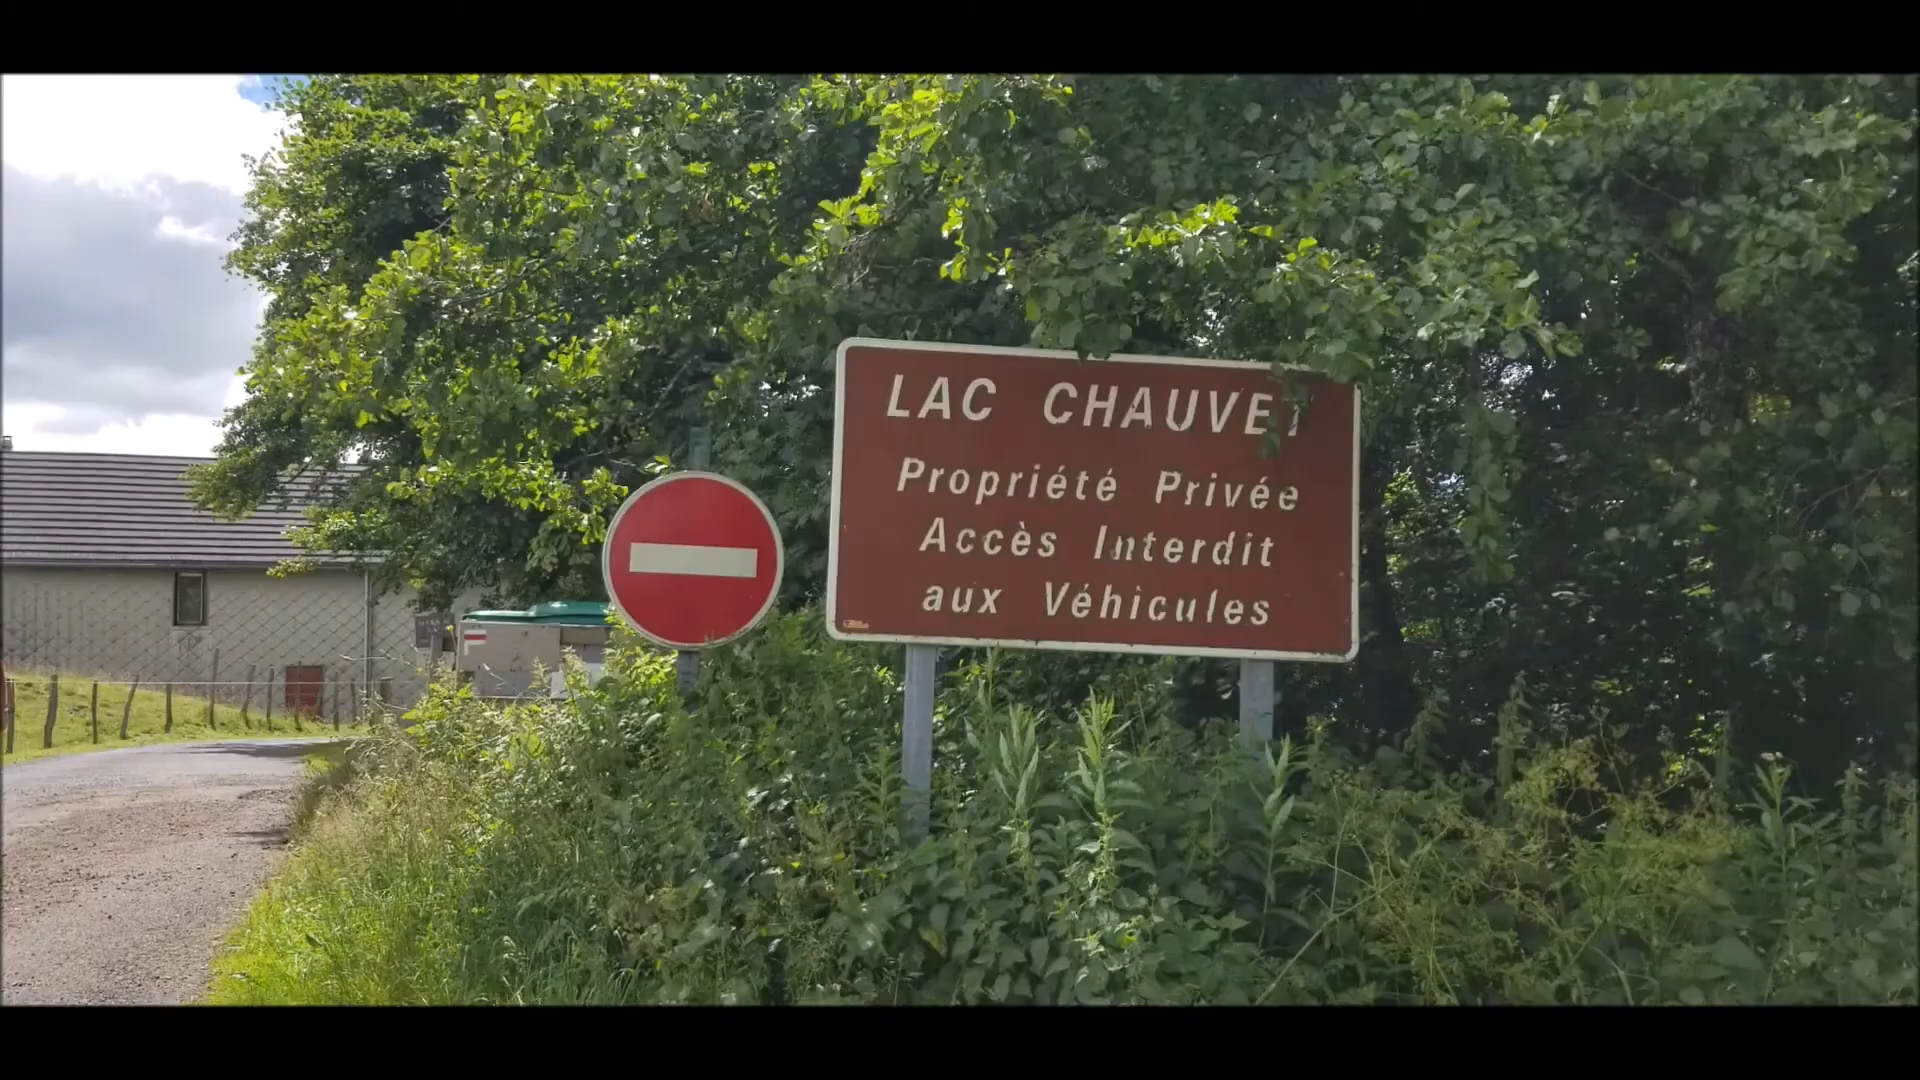 LAC CHAUVET
Propriété Privée
Accès Interdit
aux Véhicules